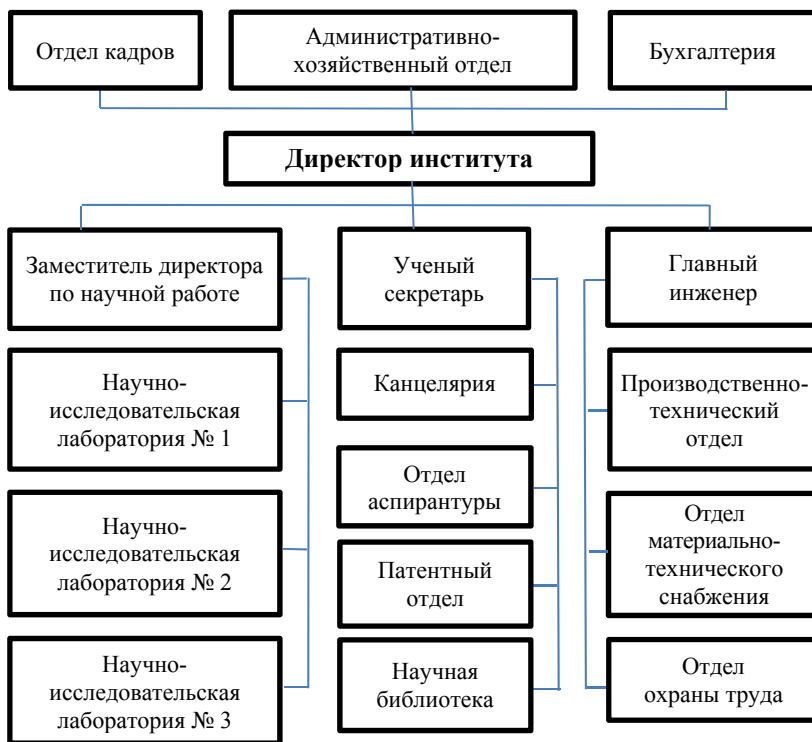 Отдел кадров
Административно-
хозяйственный отдел
Бухгалтерия
Директор института
Заместитель директора
по научной работе
Научно-
исследовательская
лаборатория № 1
Научно-
исследовательская
лаборатория № 2
Научно-
исследовательская
лаборатория № 3
Ученый
секретарь
Канцелярия
Отдел
аспирантуры
Патентный
отдел
Научная
библиотека
Главный
инженер
Производственно-
технический
отдел
Отдел
материально-
технического
снабжения
Отдел
охраны труда